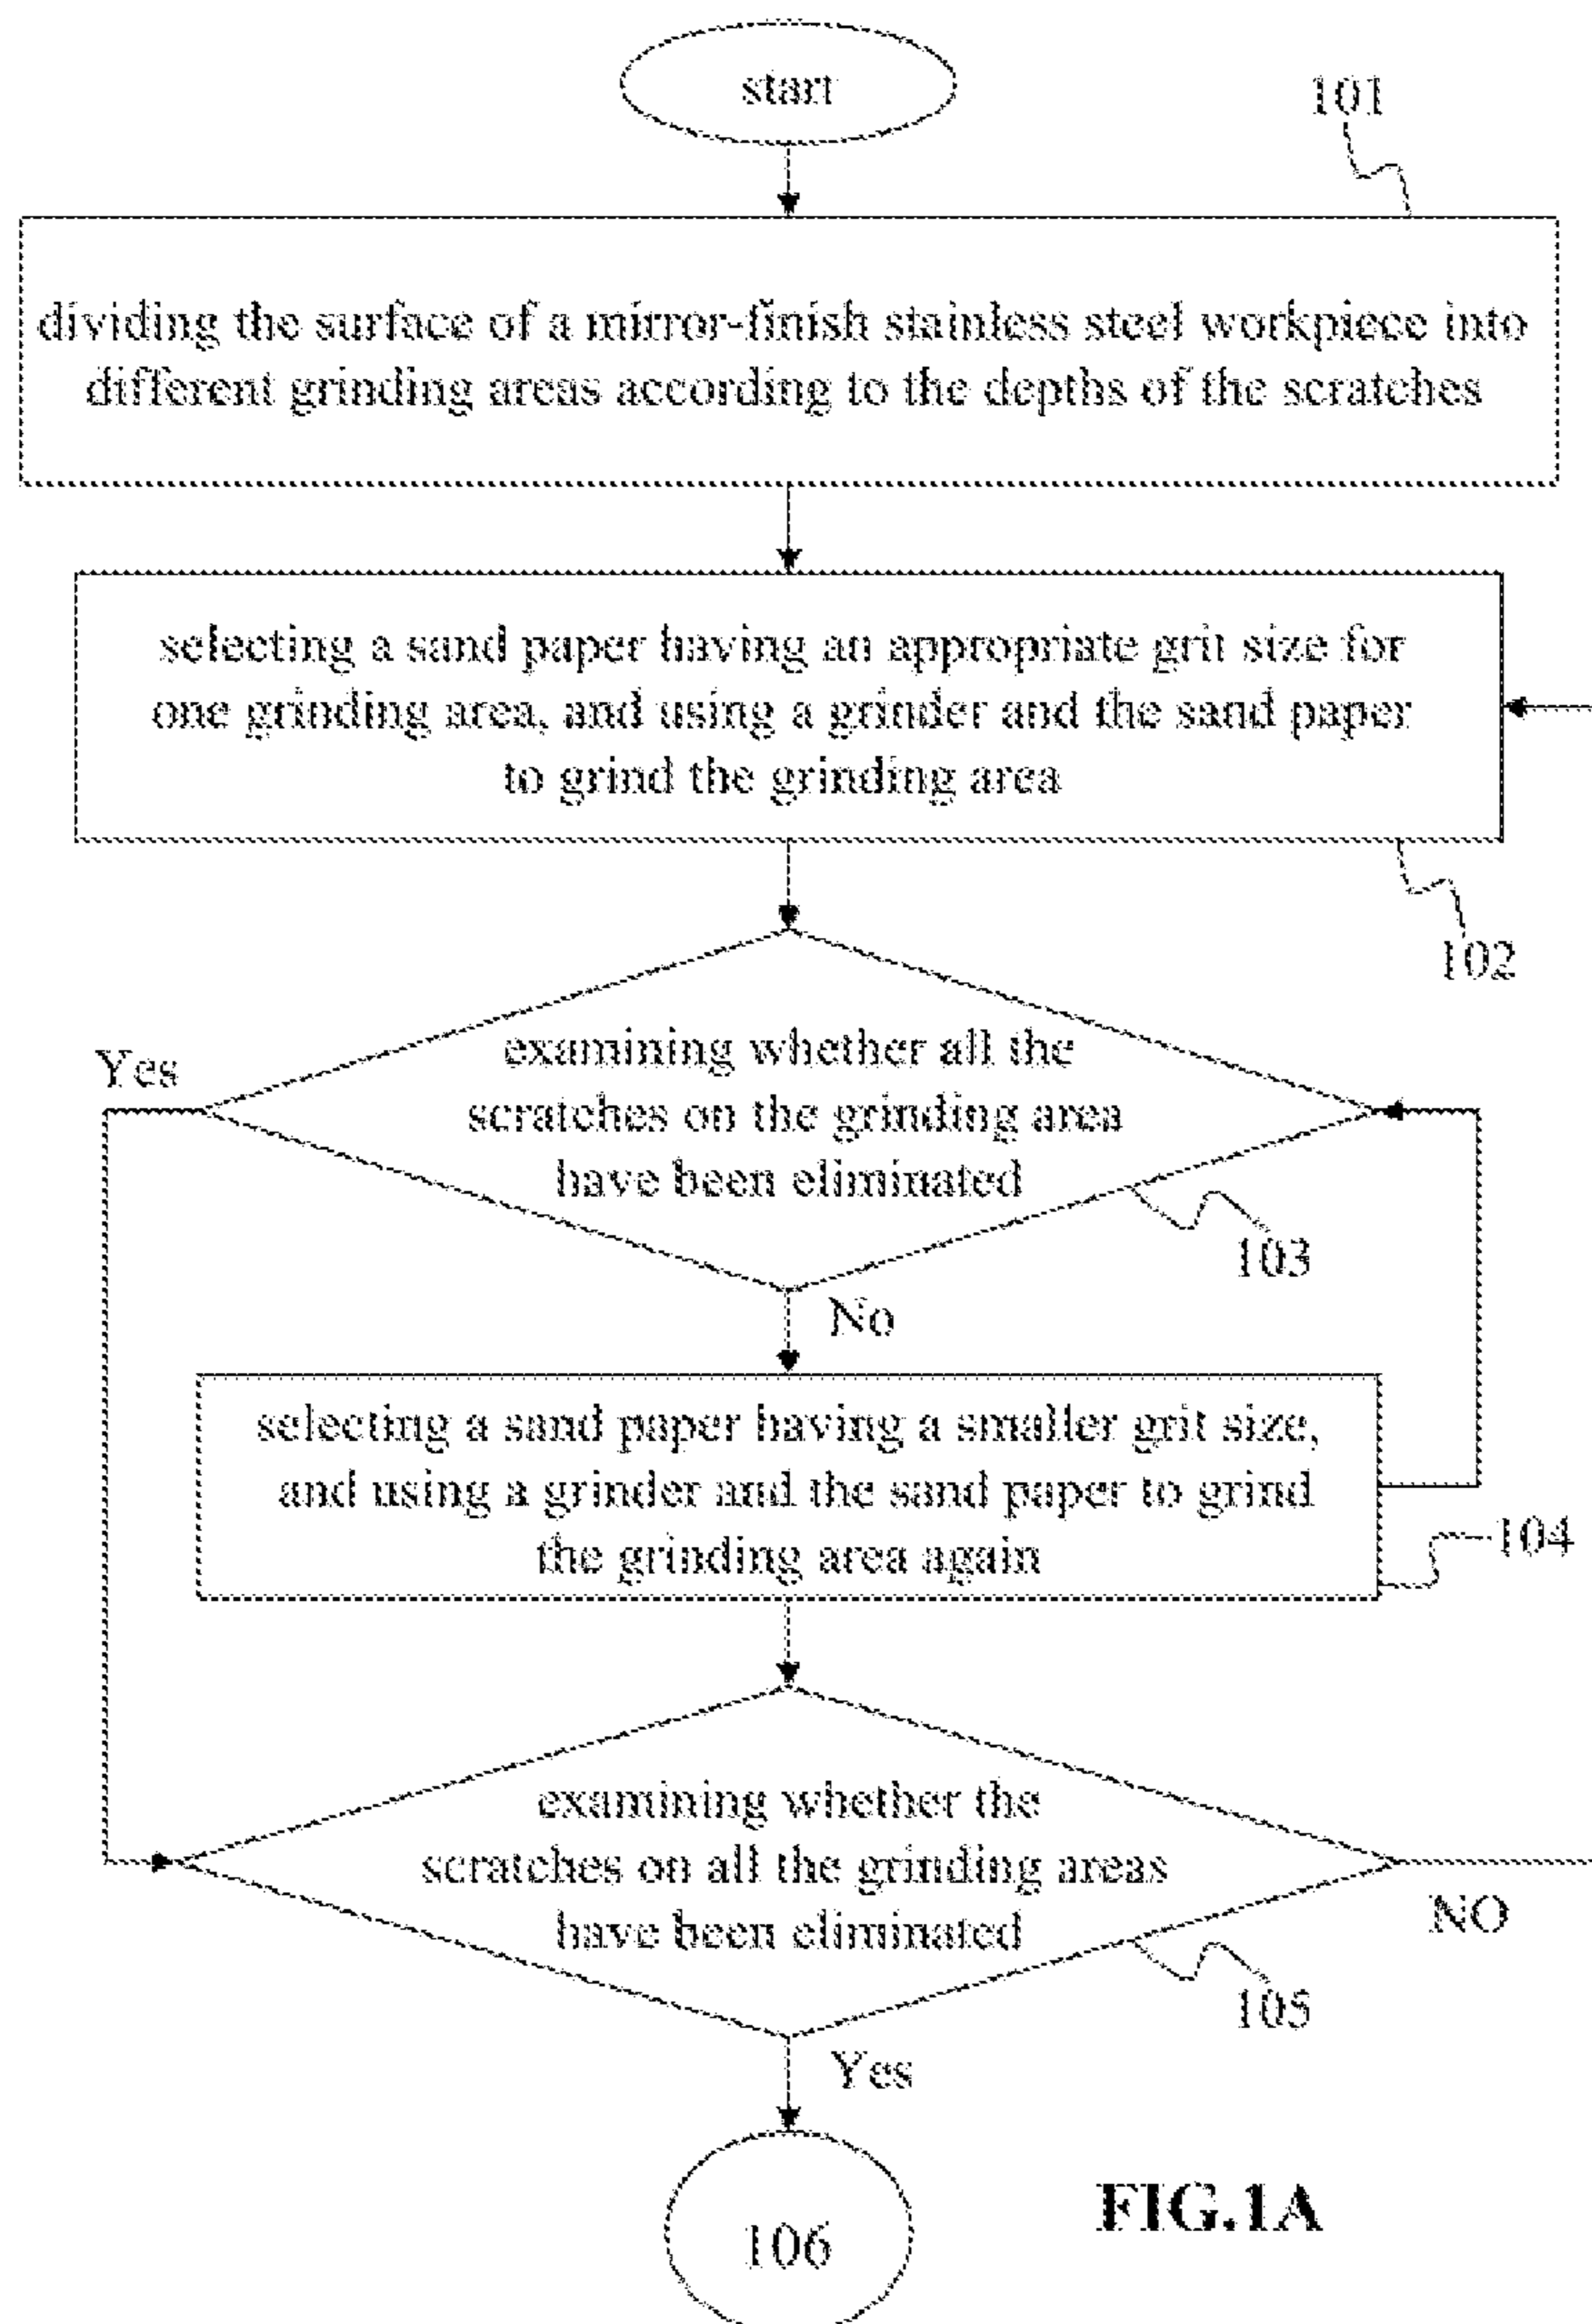 start
101
dividing the surface of a mirror-finish stainless steel workpiece into
different grinding areas according to the depths of the scratches
selecting a sand paper having an appropriate grit size for
one grinding area, and using a grinder and the sand paper
to grind the grinding area
102
Yes
examining whether all the
scratches on the grinding area
have been eliminated
103
No
selecting a sand paper having a smaller grit size,
and using a grinder and the sand paper to grind
the grinding area again
104
examining whether the
scratches on all the grinding areas
have been eliminated
NO
105
Yes
106
FIG.1A